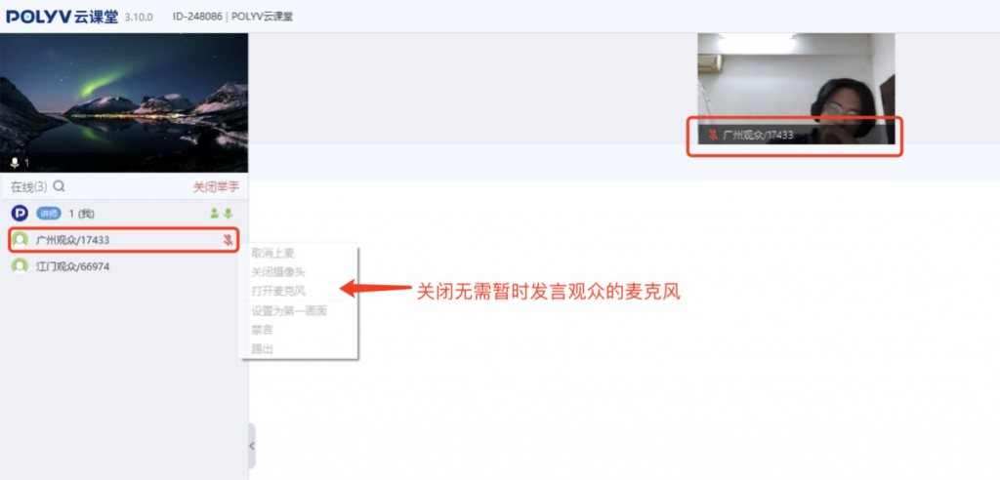 POLYV云课堂 3.10.0 ID-248086 | POLYV云课堂
广州观众/17433
1
在线(3) 关闭举手
讲师 1 (我)
广州观众/17433
江门观众/66974
取消上麦
关闭摄像头
打开麦克风
设置为第一画面
禁言
踢出
关闭无需暂时发言观众的麦克风